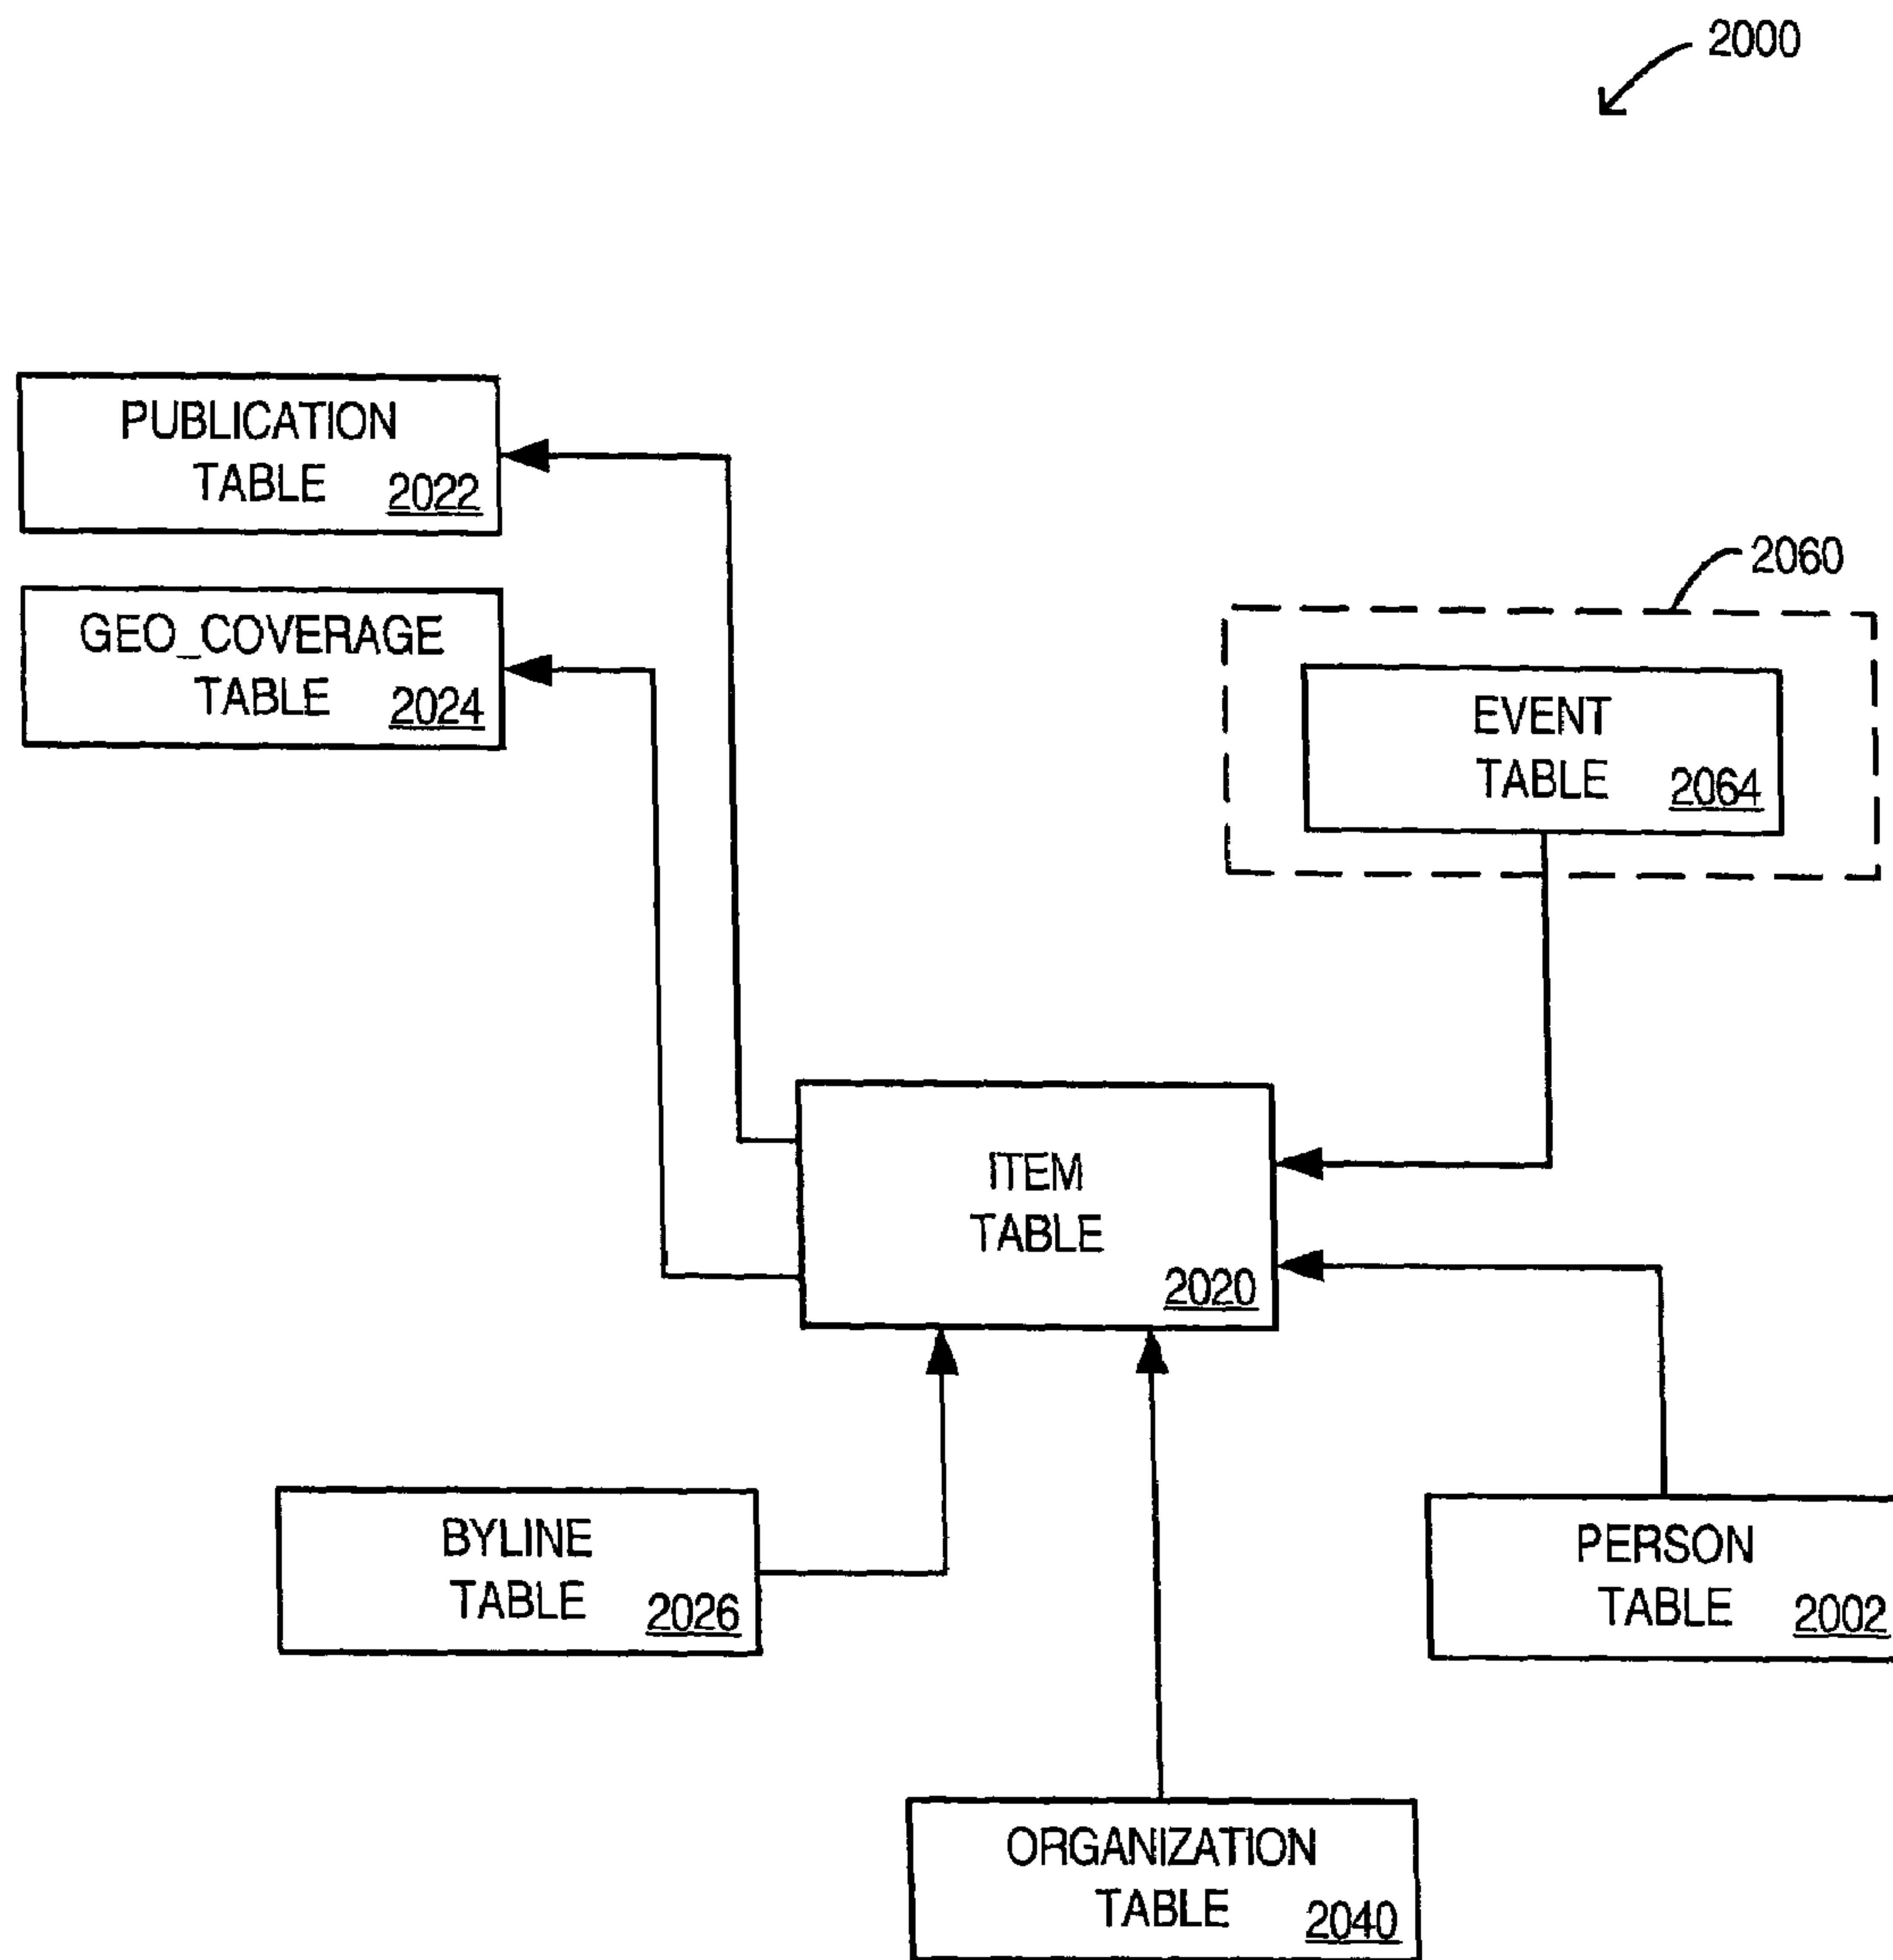 2000
PUBLICATION
TABLE 2022
GEO_COVERAGE
TABLE 2024
2060
EVENT
TABLE 2064
ITEM
TABLE
2020
BYLINE
TABLE 2026
PERSON
TABLE 2002
ORGANIZATION
TABLE 2040